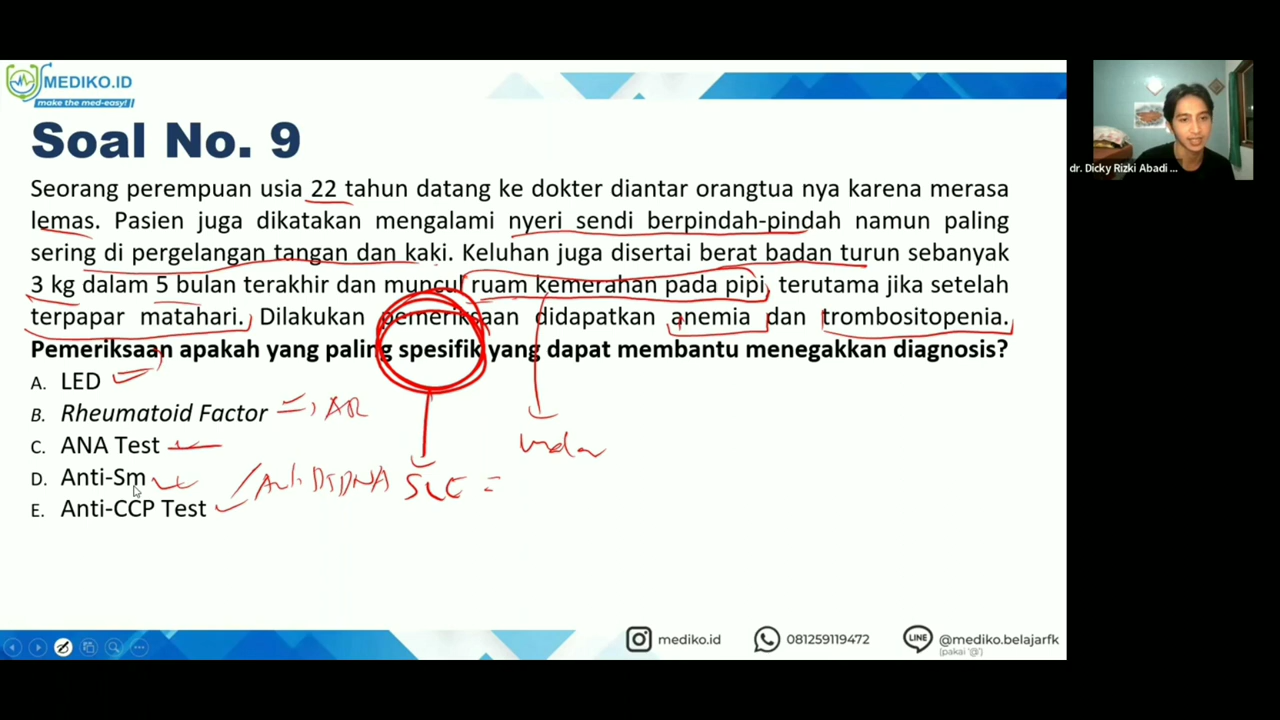 MEDIKO.ID
make the med-easy!
Soal No. 9
Seorang perempuan usia 22 tahun datang ke dokter diantar orangtua nya karena merasa
lemas. Pasien juga dikatakan mengalami nyeri sendi berpindah-pindah namun paling
sering di pergelangan tangan dan kaki. Keluhan juga disertai berat badan turun sebanyak
3 kg dalam 5 bulan terakhir dan muncul ruam kemerahan pada pipi, terutama jika setelah
terpapar matahari. Dilakukan pemeriksaan didapatkan anemia dan trombositopenia.
Pemeriksaan apakah yang paling spesifik yang dapat membantu menegakkan diagnosis?
A. LED
B. Rheumatoid Factor
AR
C. ANA Test
D. Anti-Sm
/Anti DsDNA SLE =
E. Anti-CCP Test
mediko.id
081259119472
LINE
@mediko.belajarfk
(pakai '@')
dr. Dicky Rizki Abadi ...